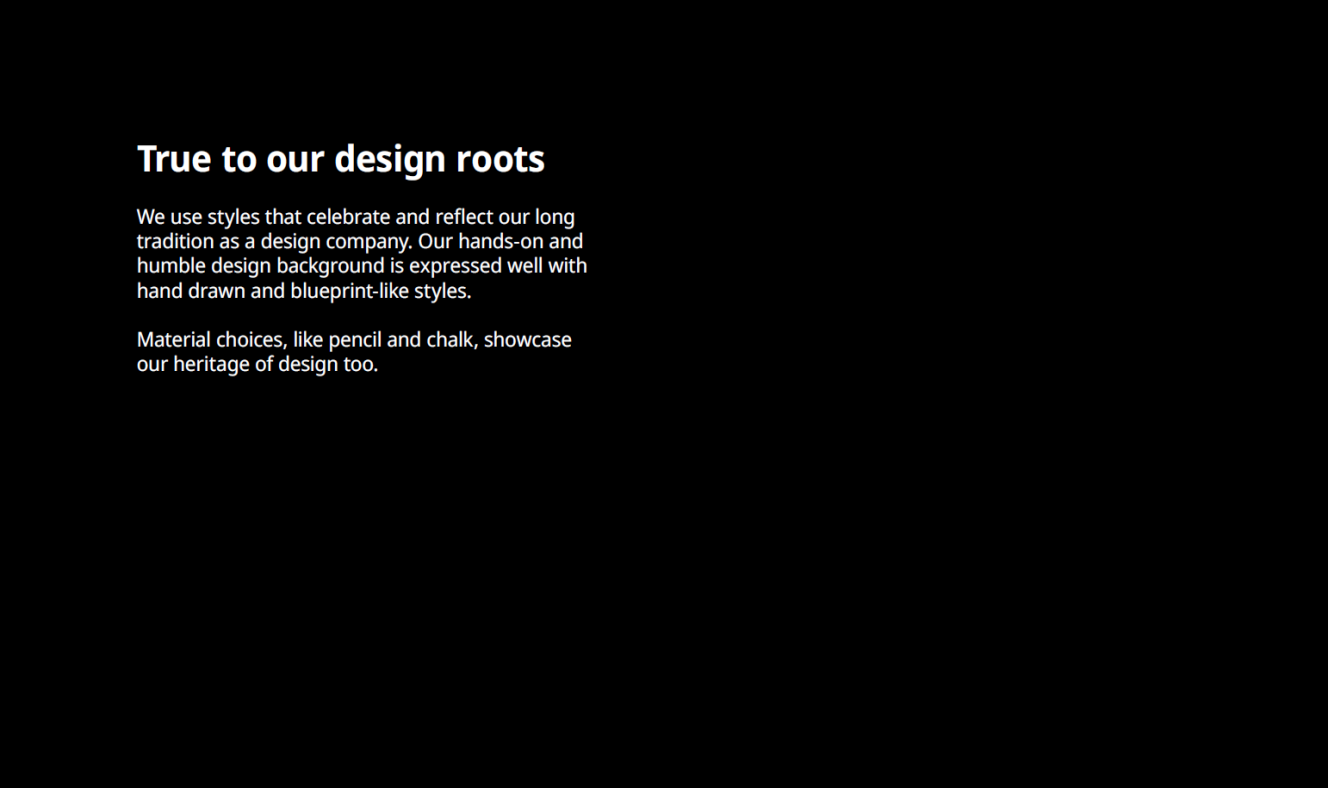 True to our design roots
We use styles that celebrate and reflect our long
tradition as a design company. Our hands-on and
humble design background is expressed well with
hand drawn and blueprint-like styles.
Material choices, like pencil and chalk, showcase
our heritage of design too.